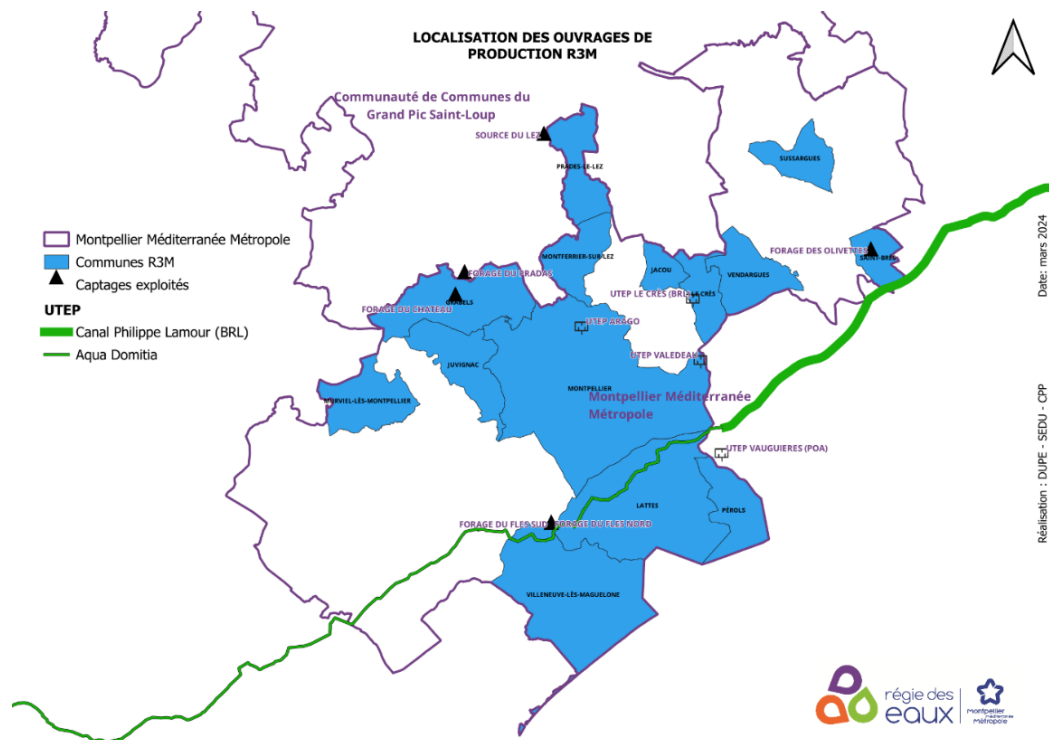 LOCALISATION DES OUVRAGES DE
PRODUCTION R3M
Communauté de Communes du
Grand Pic Saint-Loup
SOURCE DU LEZ
PRADES-LE-LEZ
SUSSARGUES
Montpellier Méditerranée Métropole
Communes R3M
Captages exploités
UTEP
Canal Philippe Lamour (BRL)
Aqua Domitia
MONTFERRIER-SUR-LEZ
FORAGE DES OLIVETTES
SAINT-BRÈS
JACOU
VENDARGUES
FORAGE DU PRADAS
FORAGE DU CHATEAU
GRABELS
UTEP LE CRES (BRL)
LE CRÈS
UTEP ARAGO
UTEP VALEDEAU
JUVIGNAC
MONTPELLIER
MURVIEL-LÈS-MONTPELLIER
Montpellier Méditerranée
Métropole
UTEP VAUGUIERES (POA)
LATTES
PÉROLS
FORAGE DU FLES SUD
FORAGE DU FLES NORD
VILLENEUVE-LÈS-MAGUELONE
Date: mars 2024
Réalisation : DUPE - SEDU - CPP
régie des
eaux
montpellier
méditerranée
Métropole